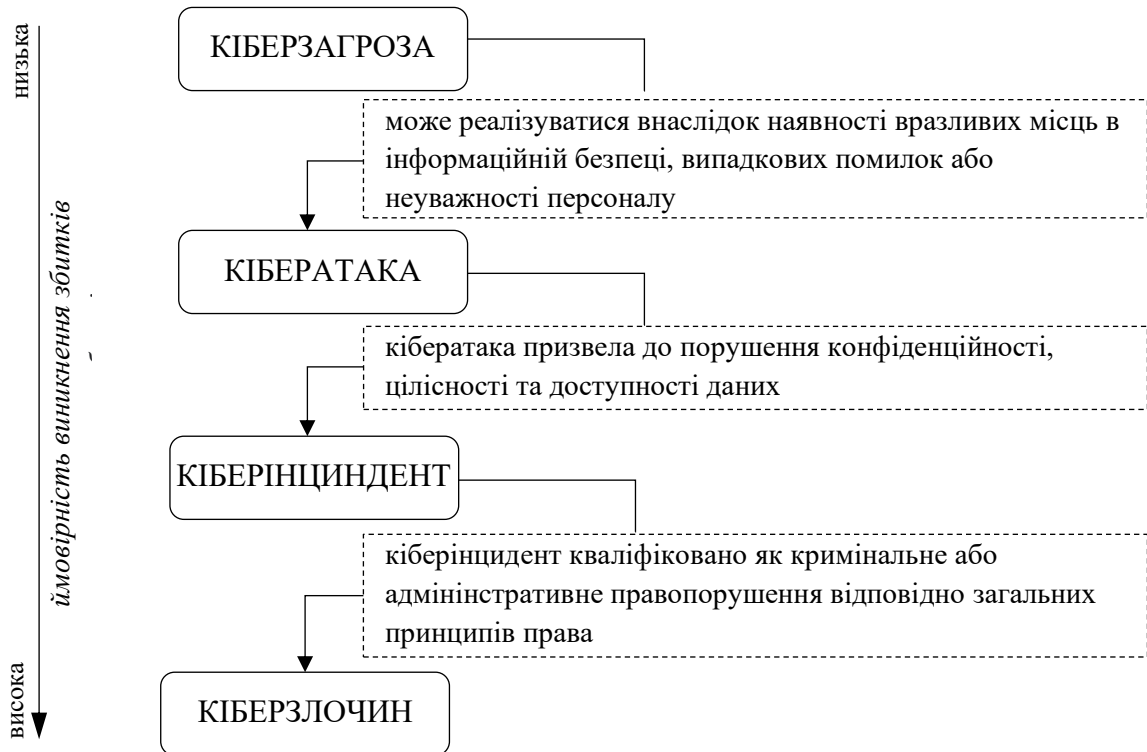 низька
КІБЕРЗАГРОЗА
може реалізуватися внаслідок наявності вразливих місць в
інформаційній безпеці, випадкових помилок або
неуважності персоналу
ймовірність виникнення збитків
КІБЕРАТАКА
кібератака призвела до порушення конфіденційності,
цілісності та доступності даних
КІБЕРІНЦИНДЕНТ
кіберінцидент кваліфіковано як кримінальне або
адмінінстративне правопорушення відповідно загальних
принципів права
висока
КІБЕРЗЛОЧИН